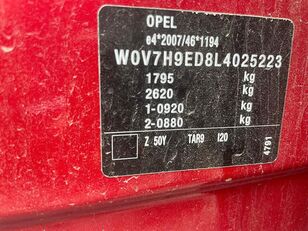 OPEL
e4*2007/46*1194
W0V7H9ED8L4025223
1795 kg
2620 kg
1-0920 kg
2-0880 kg
Z 50Y TAR9 I20
4791